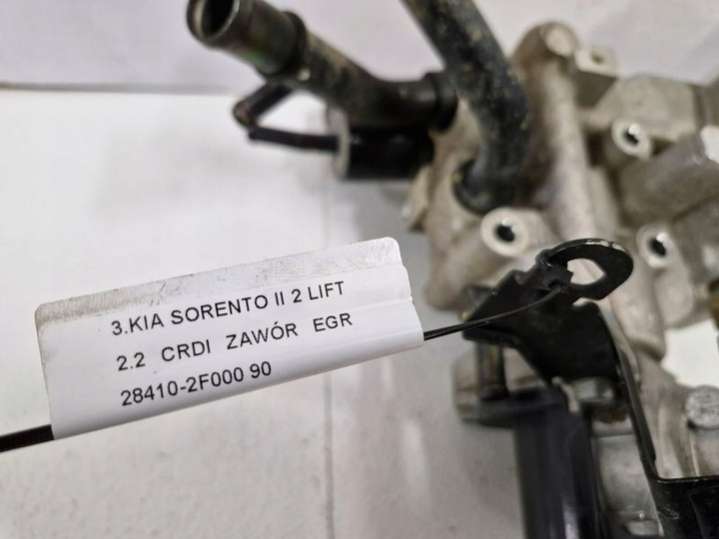 3.KIA SORENTO II 2 LIFT
2.2 CRDI ZAWÓR EGR
28410-2F000 90